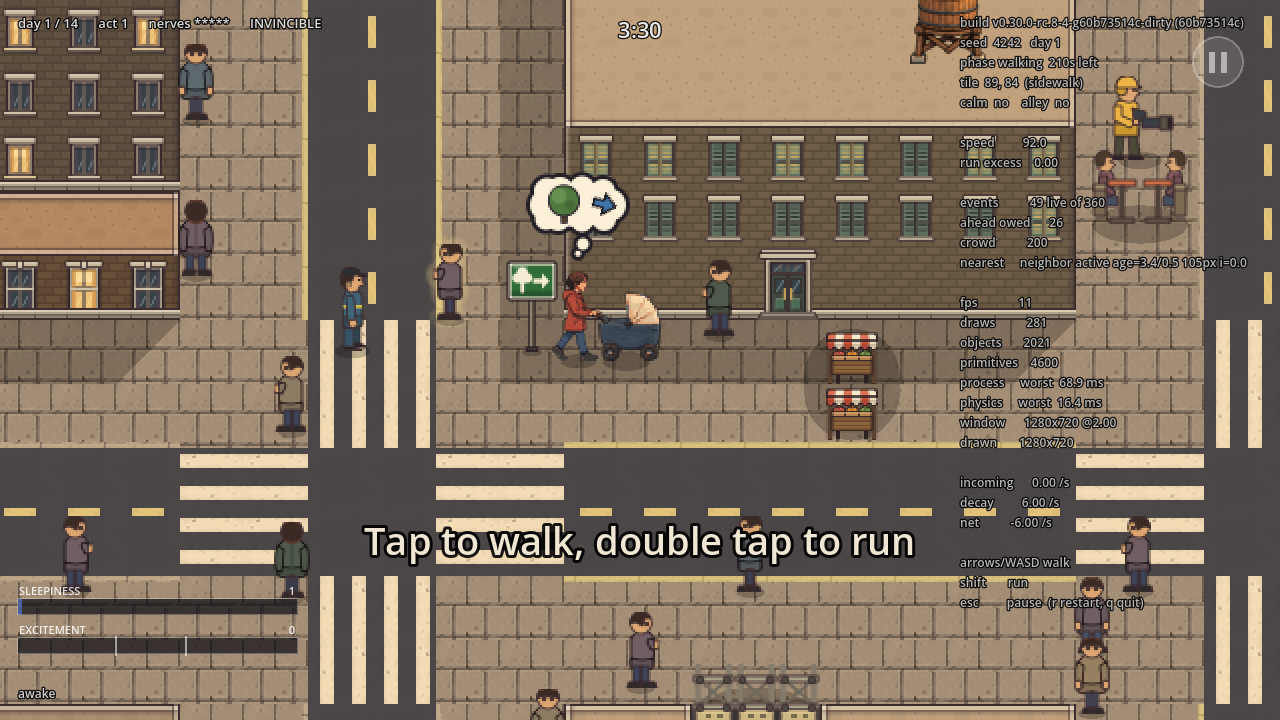 day 1 / 14 act 1 nerves ***** INVINCIBLE
3:30
build v0.30.0-rc.8-4-g60b73514c-dirty (60b73514c)
seed 4242 day 1
phase walking 210s left
tile 89, 84 (sidewalk)
calm no alley no
speed 92.0
run excess 0.00
events 49 live of 360
ahead owed 26
crowd 200
nearest neighbor active age=3.4/0.5 105px i=0.0
fps 11
draws 281
objects 2021
primitives 4600
process worst 68.9 ms
physics worst 16.4 ms
window 1280x720 @2.00
drawn 1280x720
incoming 0.00 /s
decay 6.00 /s
net -6.00 /s
arrows/WASD walk
shift run
esc pause (r restart, q quit)
Tap to walk, double tap to run
SLEEPINESS 1
EXCITEMENT 0
awake